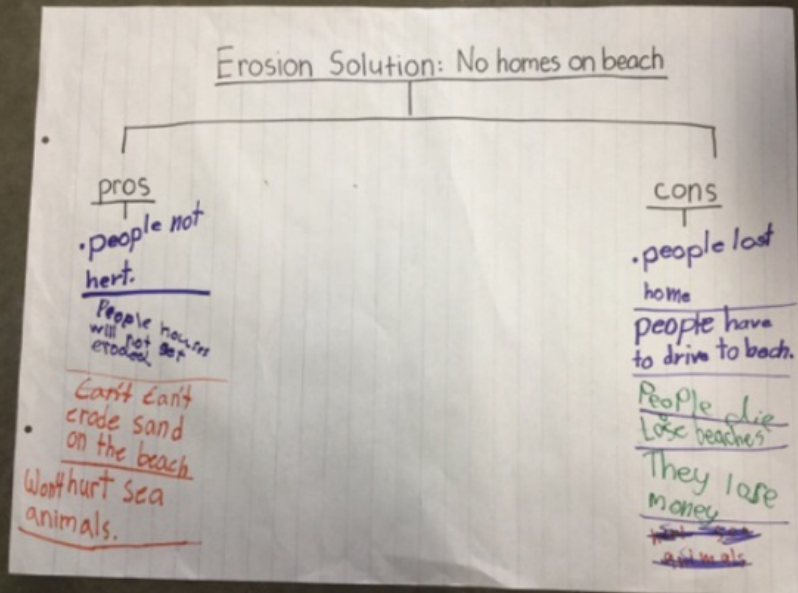 Erosion Solution: No homes on beach
pros
• people not
hert.
People houses
will not get
eroded
Can't can't
erode sand
on the beach
Won't hurt sea
animals.
cons
• people lost
home
people have
to drive to bech.
People die
Lose beaches
They lose
money
animals